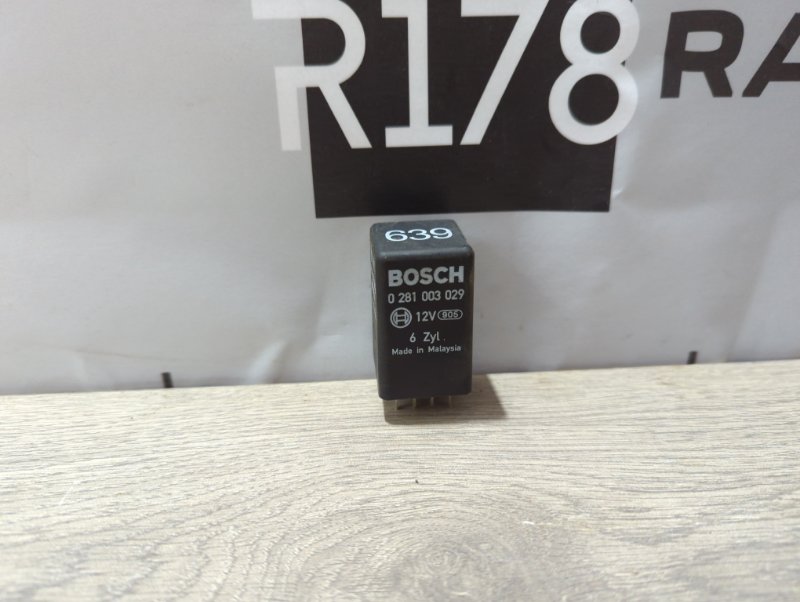 R178 RA
639
BOSCH
0 281 003 029
12V 905
6 Zyl.
Made in Malaysia